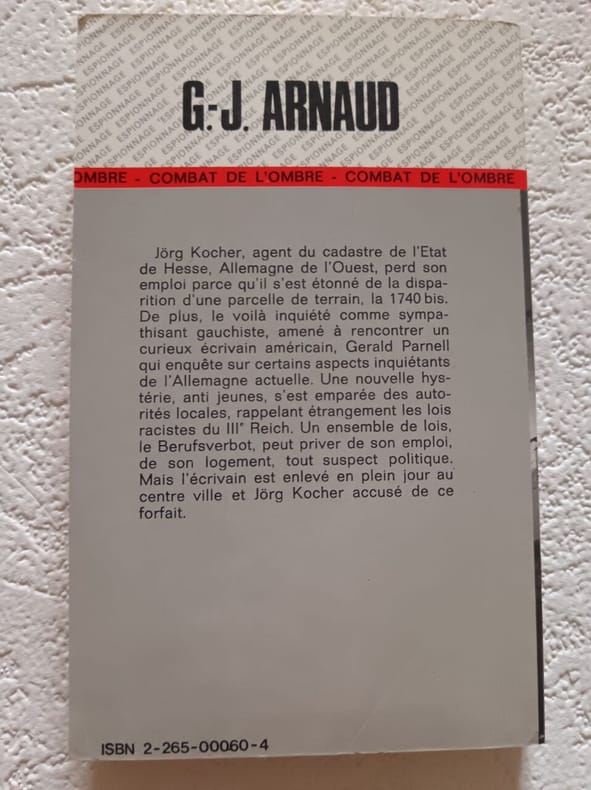 ESPIONNAGE ESPIONNAGE ESPIONNAGE ESPIONNAGE
G.-J. ARNAUD
OMBRE - COMBAT DE L'OMBRE - COMBAT DE L'OMBRE
Jörg Kocher, agent du cadastre de l'Etat
de Hesse, Allemagne de l'Ouest, perd son
emploi parce qu'il s'est étonné de la dispa-
rition d'une parcelle de terrain, la 1740 bis.
De plus, le voilà inquiété comme sympa-
thisant gauchiste, amené à rencontrer un
curieux écrivain américain, Gerald Parnell
qui enquête sur certains aspects inquiétants
de l'Allemagne actuelle. Une nouvelle hys-
térie, anti jeunes, s'est emparée des auto-
rités locales, rappelant étrangement les lois
racistes du IIIe Reich. Un ensemble de lois,
le Berufsverbot, peut priver de son emploi,
de son logement, tout suspect politique.
Mais l'écrivain est enlevé en plein jour au
centre ville et Jörg Kocher accusé de ce
forfait.
ISBN 2-265-00060-4